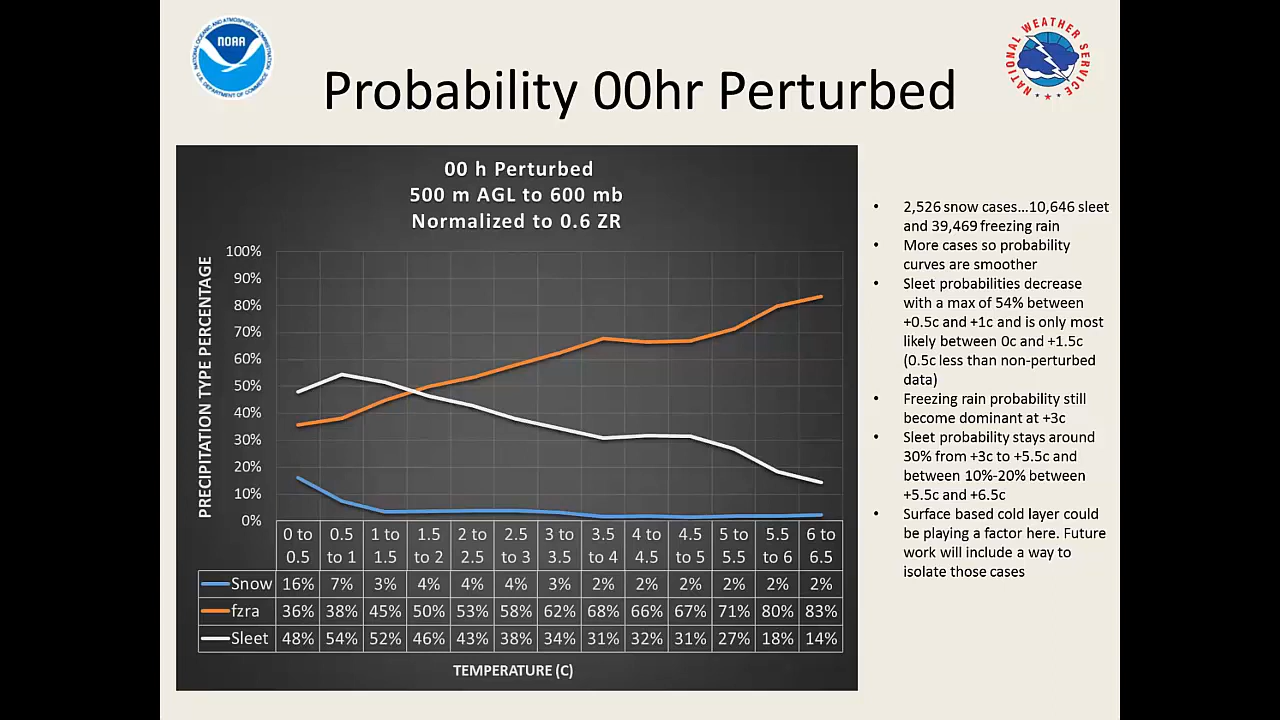 NOAA
NATIONAL OCEANIC AND ATMOSPHERIC ADMINISTRATION
U.S. DEPARTMENT OF COMMERCE
NATIONAL WEATHER SERVICE
Probability 00hr Perturbed
00 h Perturbed
500 m AGL to 600 mb
Normalized to 0.6 ZR
PRECIPITATION TYPE PERCENTAGE
100%
90%
80%
70%
60%
50%
40%
30%
20%
10%
0%
0 to 0.5 1 to 1.5 2 to 2.5 3 to 3.5 4 to 4.5 5 to 5.5 6 to
0.5 to 1 1.5 to 2 2.5 to 3 3.5 to 4 4.5 to 5 5.5 to 6 6.5
Snow 16% 7% 3% 4% 4% 4% 3% 2% 2% 2% 2% 2% 2%
fzra 36% 38% 45% 50% 53% 58% 62% 68% 66% 67% 71% 80% 83%
Sleet 48% 54% 52% 46% 43% 38% 34% 31% 32% 31% 27% 18% 14%
TEMPERATURE (C)
• 2,526 snow cases…10,646 sleet
and 39,469 freezing rain
• More cases so probability
curves are smoother
• Sleet probabilities decrease
with a max of 54% between
+0.5c and +1c and is only most
likely between 0c and +1.5c
(0.5c less than non-perturbed
data)
• Freezing rain probability still
become dominant at +3c
• Sleet probability stays around
30% from +3c to +5.5c and
between 10%-20% between
+5.5c and +6.5c
• Surface based cold layer could
be playing a factor here. Future
work will include a way to
isolate those cases